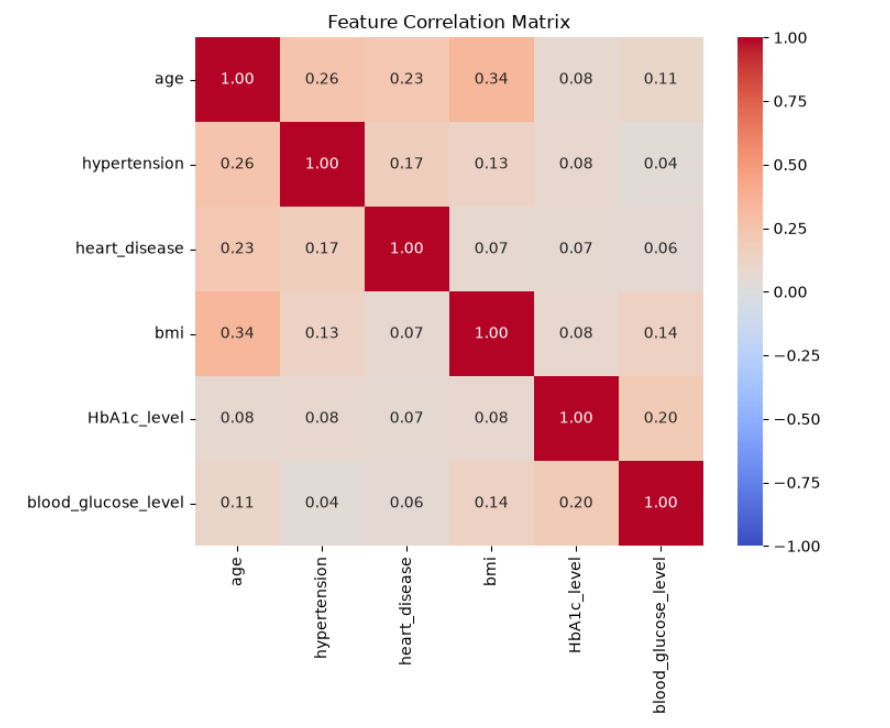 Feature Correlation Matrix
age 1.00 0.26 0.23 0.34 0.08 0.11
hypertension 0.26 1.00 0.17 0.13 0.08 0.04
heart_disease 0.23 0.17 1.00 0.07 0.07 0.06
bmi 0.34 0.13 0.07 1.00 0.08 0.14
HbA1c_level 0.08 0.08 0.07 0.08 1.00 0.20
blood_glucose_level 0.11 0.04 0.06 0.14 0.20 1.00
age
hypertension
heart_disease
bmi
HbA1c_level
blood_glucose_level
1.00
0.75
0.50
0.25
0.00
−0.25
−0.50
−0.75
−1.00